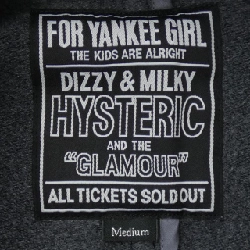 FOR YANKEE GIRL
THE KIDS ARE ALRIGHT
DIZZY & MILKY
HYSTERIC
AND THE
"GLAMOUR"
ALL TICKETS SOLD OUT
Medium